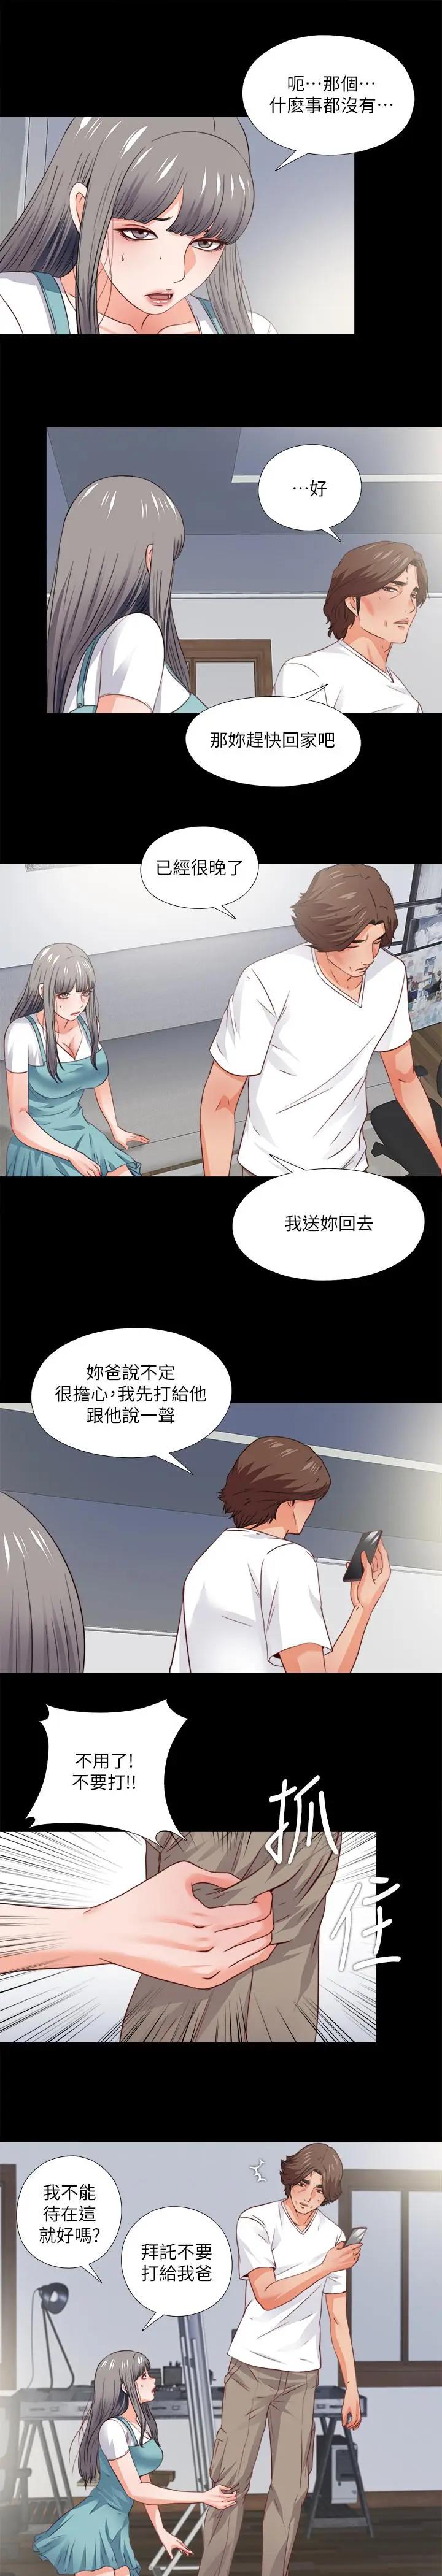 呃…那個…
什麼事都沒有…
…好
那妳趕快回家吧
已經很晚了
我送妳回去
妳爸說不定
很擔心，我先打給他
跟他說一聲
不用了!
不要打!!
抓
住
我不能
待在這
就好嗎?
拜託不要
打給我爸